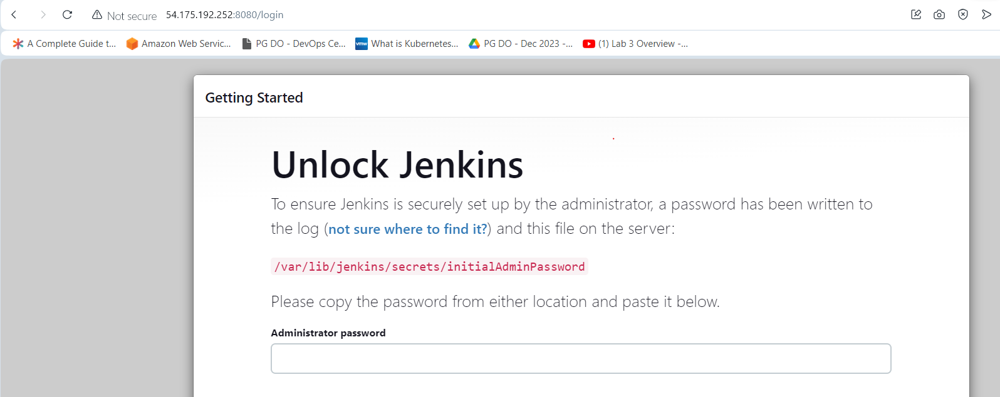 Not secure 54.175.192.252:8080/login
A Complete Guide t... Amazon Web Servic... PG DO - DevOps Ce... vmw What is Kubernetes... PG DO - Dec 2023 -... (1) Lab 3 Overview -...
Getting Started
Unlock Jenkins
To ensure Jenkins is securely set up by the administrator, a password has been written to
the log (not sure where to find it?) and this file on the server:
/var/lib/jenkins/secrets/initialAdminPassword
Please copy the password from either location and paste it below.
Administrator password